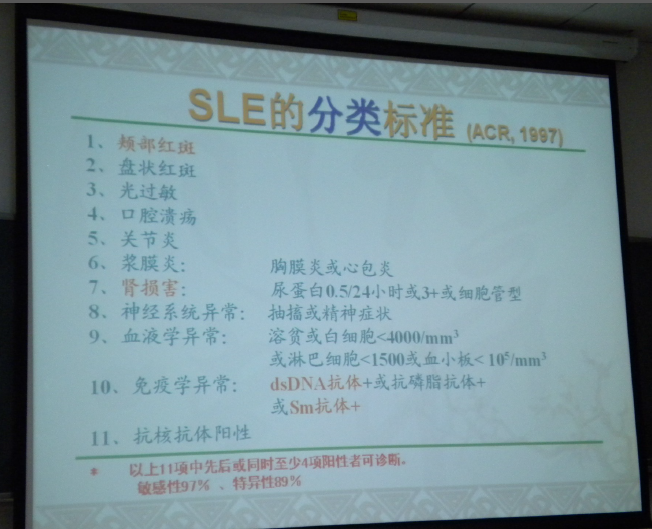 SLE的分类标准 (ACR, 1997)
1、颊部红斑
2、盘状红斑
3、光过敏
4、口腔溃疡
5、关节炎
6、浆膜炎: 胸膜炎或心包炎
7、肾损害: 尿蛋白0.5/24小时或3+或细胞管型
8、神经系统异常: 抽搐或精神症状
9、血液学异常: 溶贫或白细胞<4000/mm³
或淋巴细胞<1500或血小板< 10⁵/mm³
10、免疫学异常: dsDNA抗体+或抗磷脂抗体+
或Sm抗体+
11、抗核抗体阳性
* 以上11项中先后或同时至少4项阳性者可诊断。
敏感性97% 、特异性89%